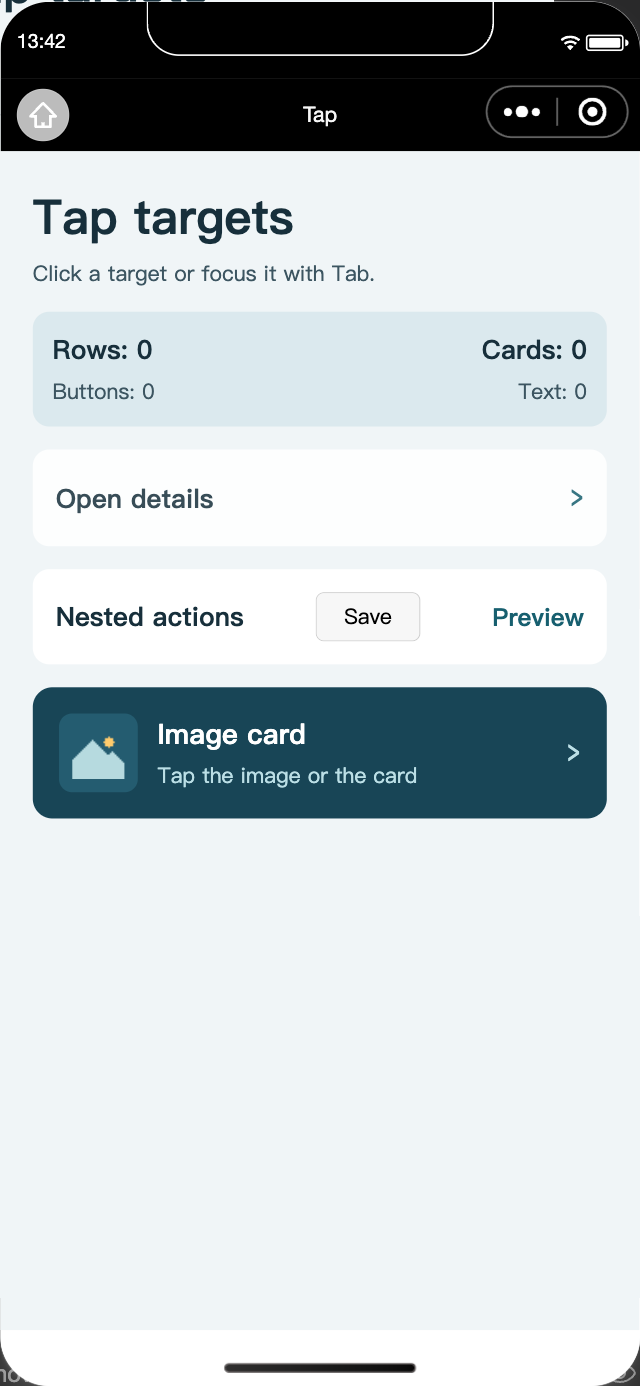 13:42
Tap
Tap targets
Click a target or focus it with Tab.
Rows: 0
Cards: 0
Buttons: 0
Text: 0
Open details
Nested actions
Save
Preview
Image card
Tap the image or the card